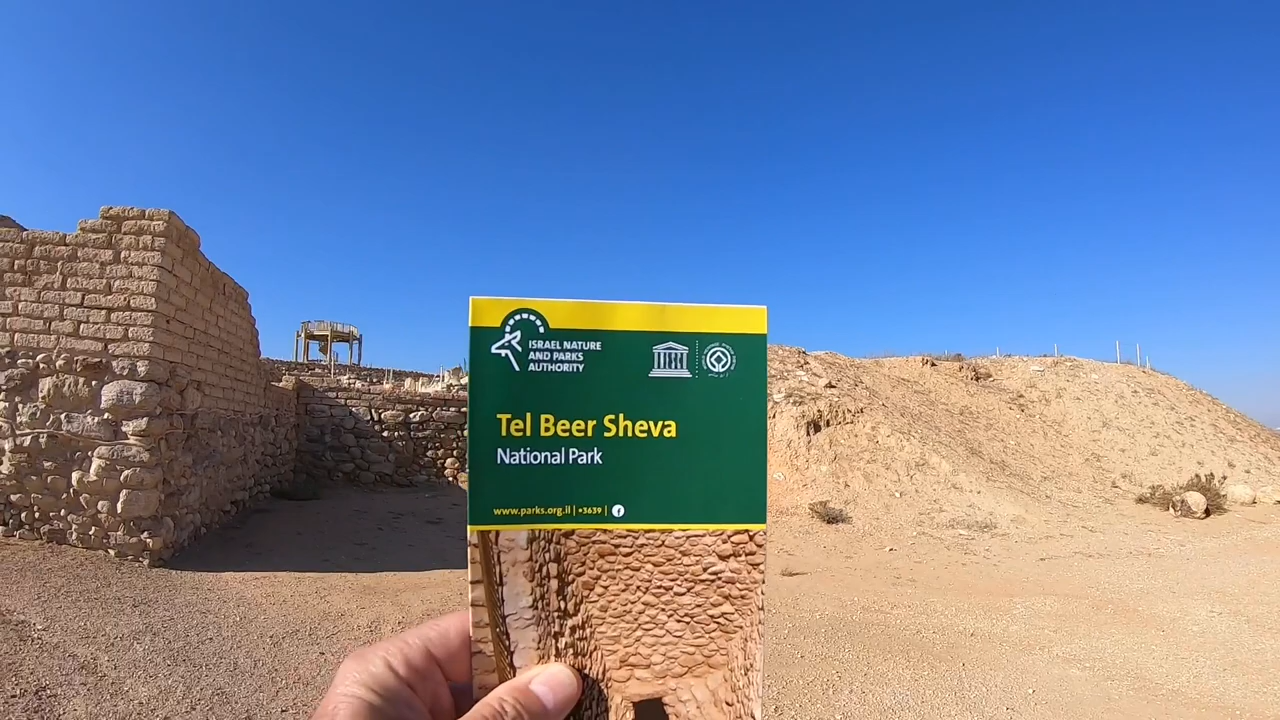 ISRAEL NATURE
AND PARKS
AUTHORITY
Tel Beer Sheva
National Park
www.parks.org.il | *3639 | f